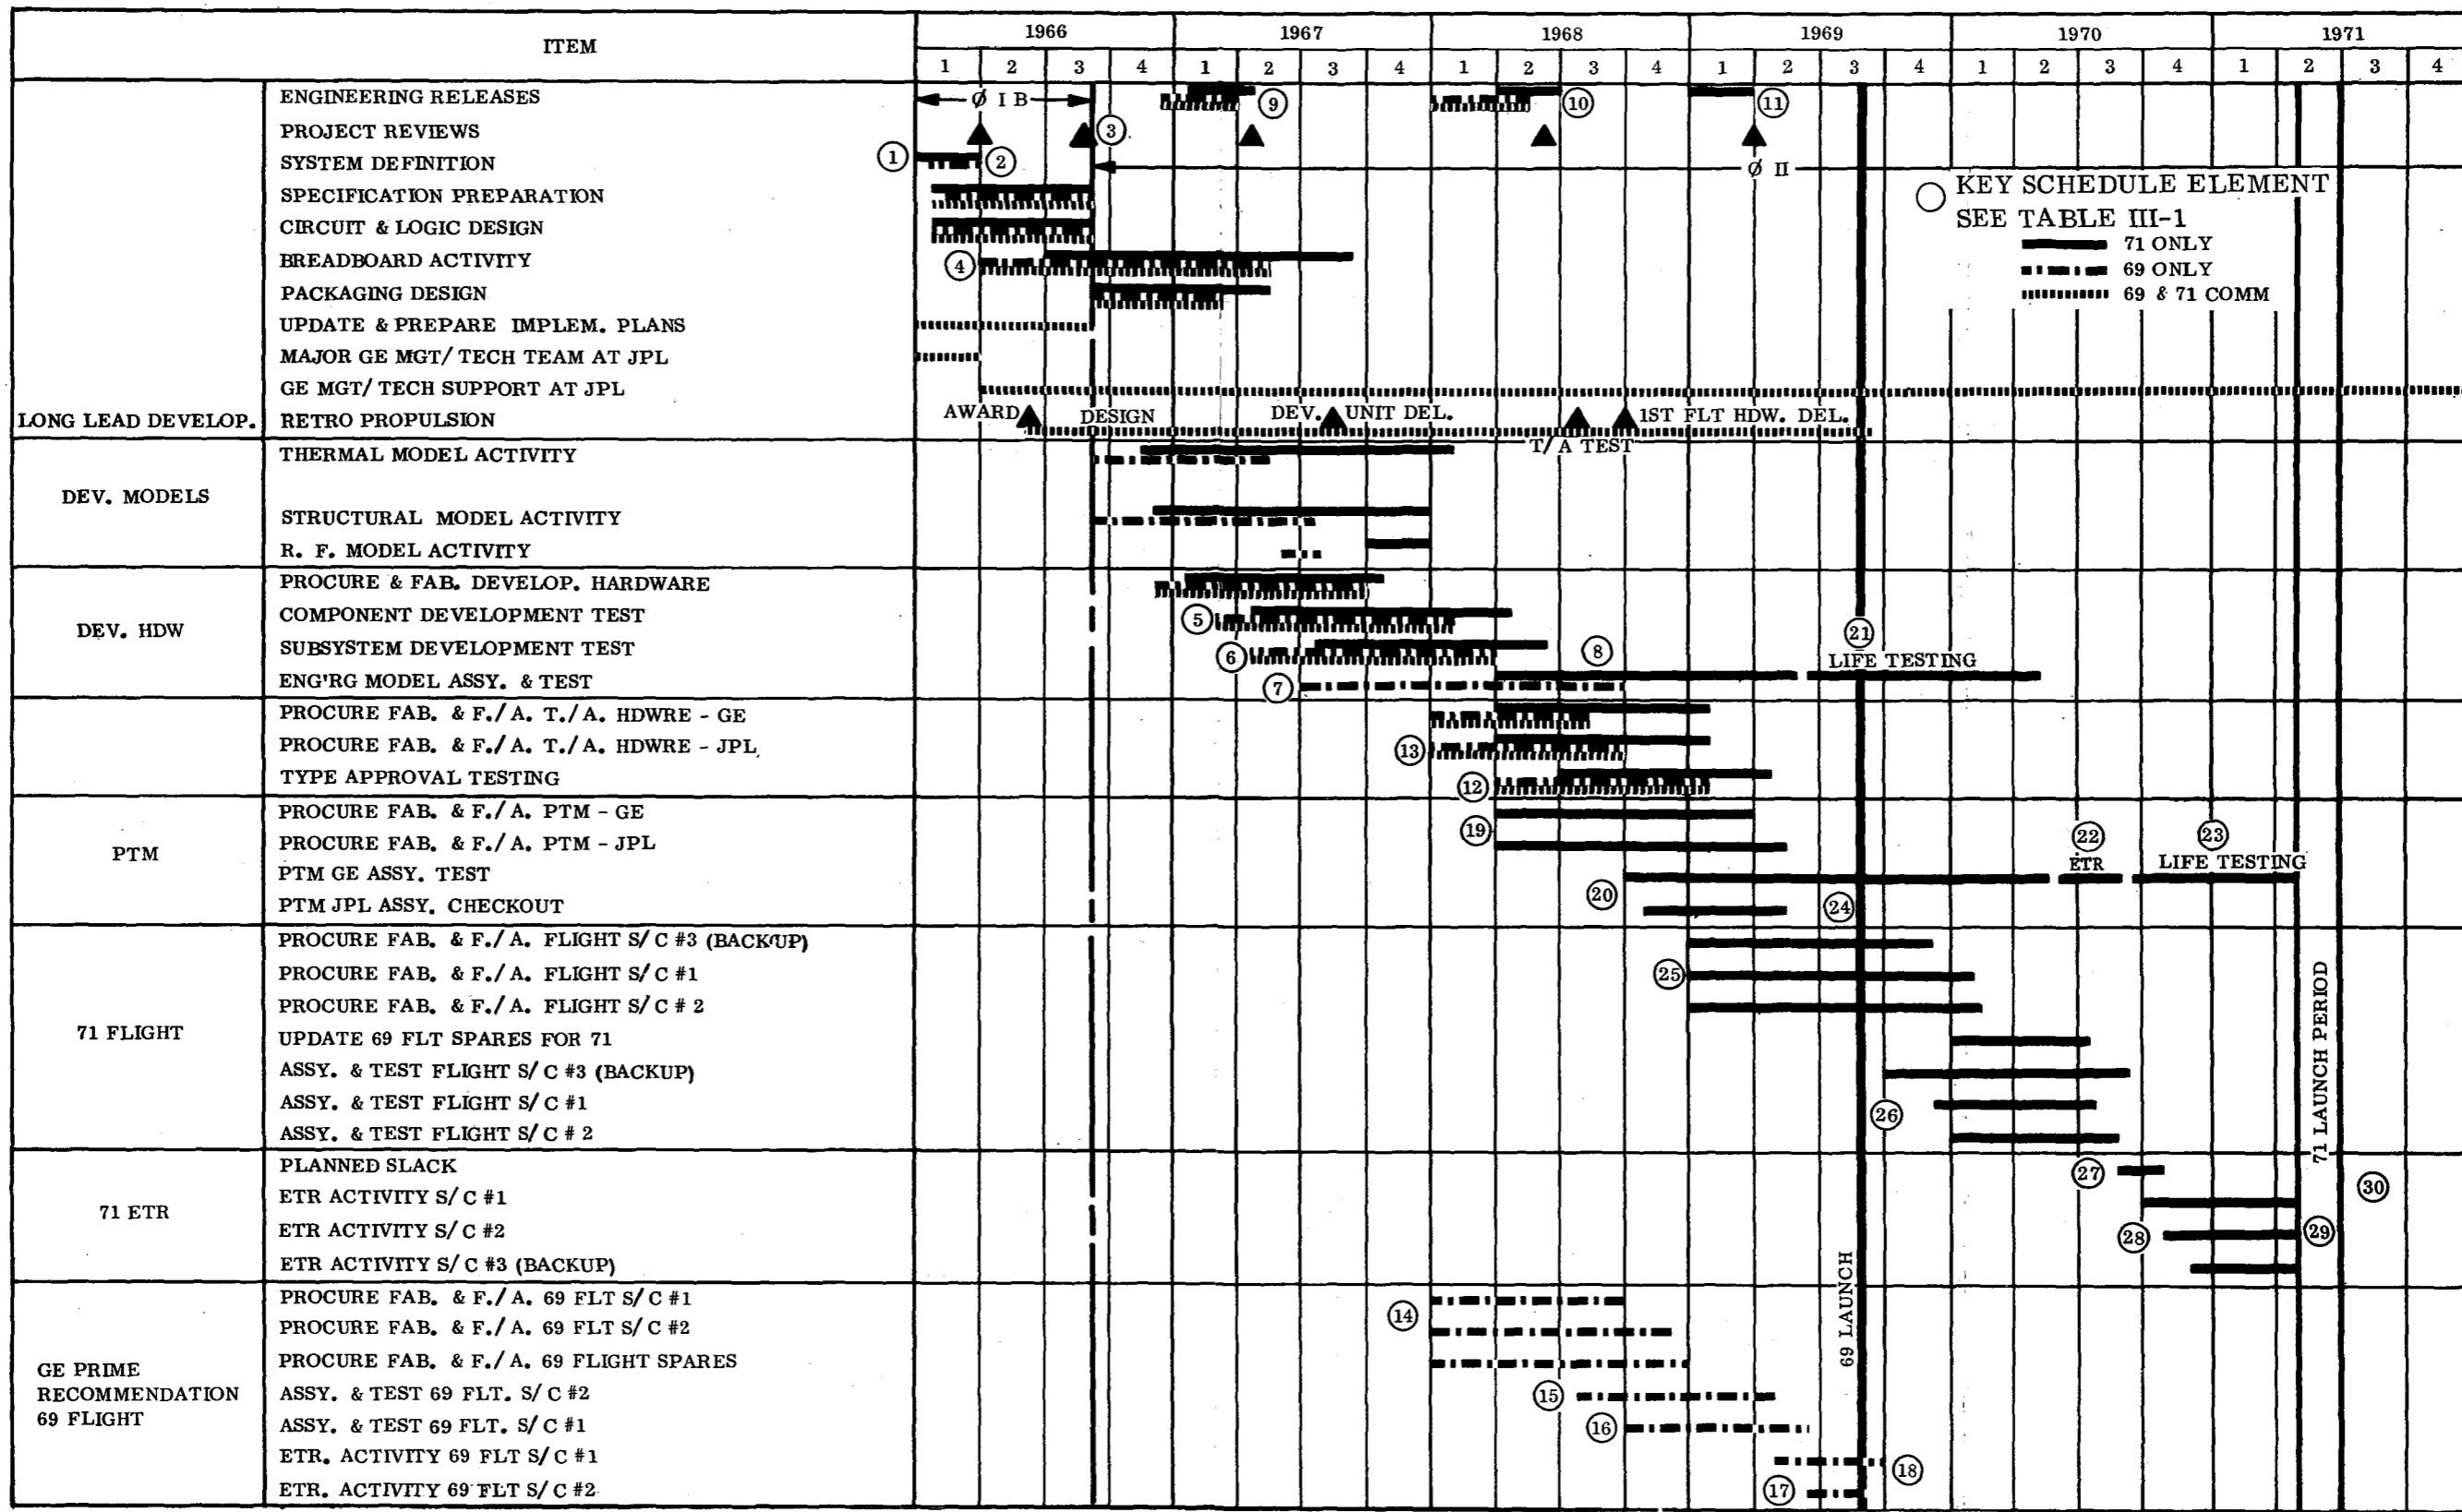 ITEM
1966
1967
1968
1969
1970
1971
1 2 3 4 1 2 3 4 1 2 3 4 1 2 3 4 1 2 3 4 1 2 3 4
ENGINEERING RELEASES
Ø I B
9
10
11
PROJECT REVIEWS
3
SYSTEM DEFINITION
1
2
Ø II
KEY SCHEDULE ELEMENT
SEE TABLE III-1
71 ONLY
69 ONLY
69 & 71 COMM
SPECIFICATION PREPARATION
CIRCUIT & LOGIC DESIGN
BREADBOARD ACTIVITY
4
PACKAGING DESIGN
UPDATE & PREPARE IMPLEM. PLANS
MAJOR GE MGT/ TECH TEAM AT JPL
GE MGT/ TECH SUPPORT AT JPL
LONG LEAD DEVELOP.
RETRO PROPULSION
AWARD
DESIGN
DEV. UNIT DEL.
1ST FLT HDW. DEL.
T/A TEST
DEV. MODELS
THERMAL MODEL ACTIVITY
STRUCTURAL MODEL ACTIVITY
R. F. MODEL ACTIVITY
DEV. HDW
PROCURE & FAB. DEVELOP. HARDWARE
COMPONENT DEVELOPMENT TEST
5
SUBSYSTEM DEVELOPMENT TEST
6
8
21
LIFE TESTING
ENG'RG MODEL ASSY. & TEST
7
PROCURE FAB. & F./A. T./A. HDWRE - GE
PROCURE FAB. & F./A. T./A. HDWRE - JPL
13
TYPE APPROVAL TESTING
12
PTM
PROCURE FAB. & F./A. PTM - GE
19
PROCURE FAB. & F./A. PTM - JPL
22
23
PTM GE ASSY. TEST
ETR
LIFE TESTING
20
PTM JPL ASSY. CHECKOUT
24
71 FLIGHT
PROCURE FAB. & F./A. FLIGHT S/C #3 (BACKUP)
PROCURE FAB. & F./A. FLIGHT S/C #1
25
PROCURE FAB. & F./A. FLIGHT S/C # 2
UPDATE 69 FLT SPARES FOR 71
ASSY. & TEST FLIGHT S/C #3 (BACKUP)
ASSY. & TEST FLIGHT S/C #1
26
ASSY. & TEST FLIGHT S/C # 2
71 LAUNCH PERIOD
71 ETR
PLANNED SLACK
27
ETR ACTIVITY S/C #1
30
ETR ACTIVITY S/C #2
28
29
ETR ACTIVITY S/C #3 (BACKUP)
69 LAUNCH
GE PRIME
RECOMMENDATION
69 FLIGHT
PROCURE FAB. & F./A. 69 FLT S/C #1
14
PROCURE FAB. & F./A. 69 FLT S/C #2
PROCURE FAB. & F./A. 69 FLIGHT SPARES
ASSY. & TEST 69 FLT. S/C #2
15
ASSY. & TEST 69 FLT. S/C #1
16
ETR. ACTIVITY 69 FLT S/C #1
18
ETR. ACTIVITY 69 FLT S/C #2
17